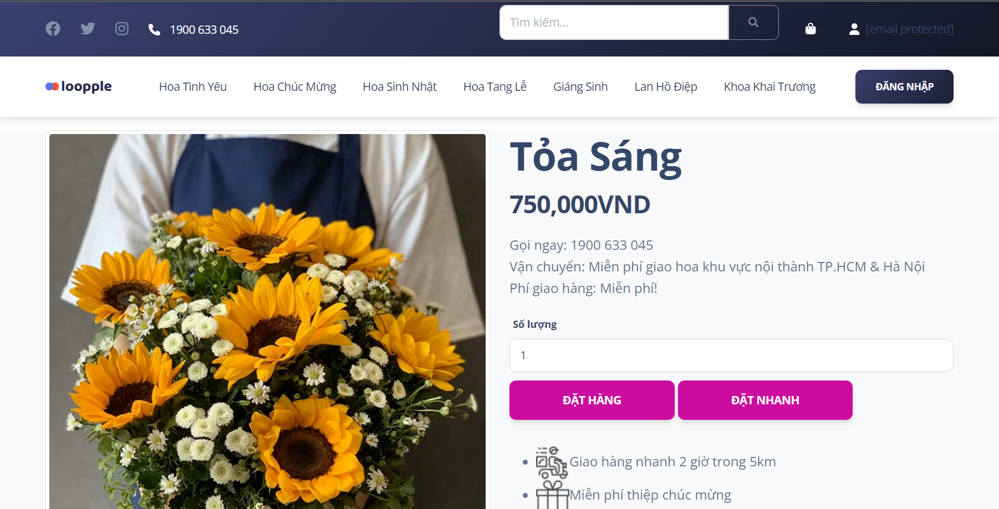 1900 633 045
Tìm kiếm...
[email protected]
loopple
Hoa Tình Yêu
Hoa Chúc Mừng
Hoa Sinh Nhật
Hoa Tang Lễ
Giáng Sinh
Lan Hồ Điệp
Khoa Khai Trương
ĐĂNG NHẬP
Tỏa Sáng
750,000VND
Gọi ngay: 1900 633 045
Vận chuyển: Miễn phí giao hoa khu vực nội thành TP.HCM & Hà Nội
Phí giao hàng: Miễn phí!
Số lượng
1
ĐẶT HÀNG
ĐẶT NHANH
Giao hàng nhanh 2 giờ trong 5km
Miễn phí thiệp chúc mừng